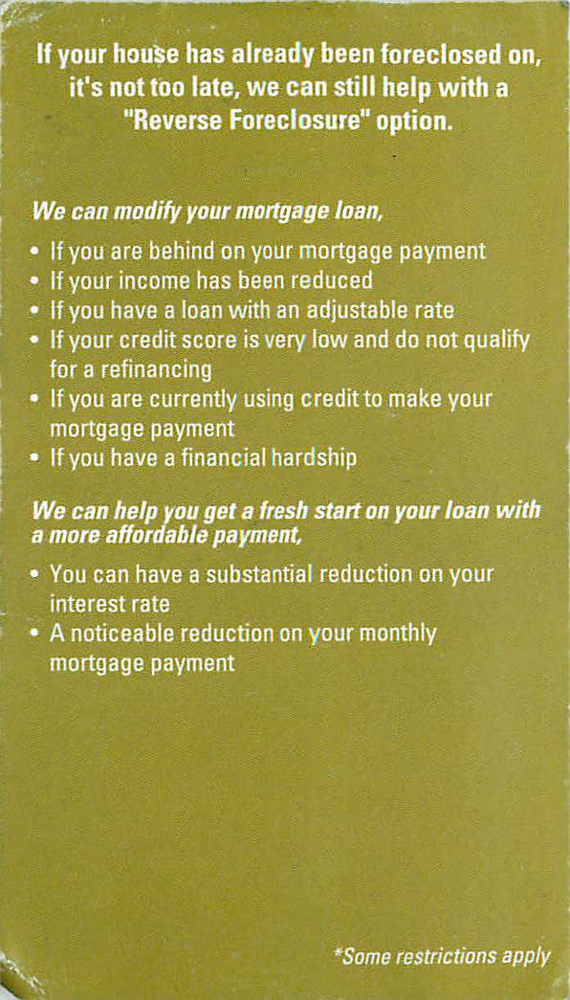 If your house has already been foreclosed on,
it's not too late, we can still help with a
"Reverse Foreclosure" option.
We can modify your mortgage loan,
• If you are behind on your mortgage payment
• If your income has been reduced
• If you have a loan with an adjustable rate
• If your credit score is very low and do not qualify
for a refinancing
• If you are currently using credit to make your
mortgage payment
• If you have a financial hardship
We can help you get a fresh start on your loan with
a more affordable payment,
• You can have a substantial reduction on your
interest rate
• A noticeable reduction on your monthly
mortgage payment
*Some restrictions apply